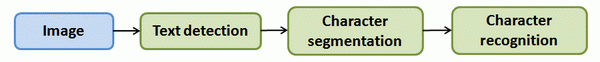 Image
Text detection
Character
segmentation
Character
recognition